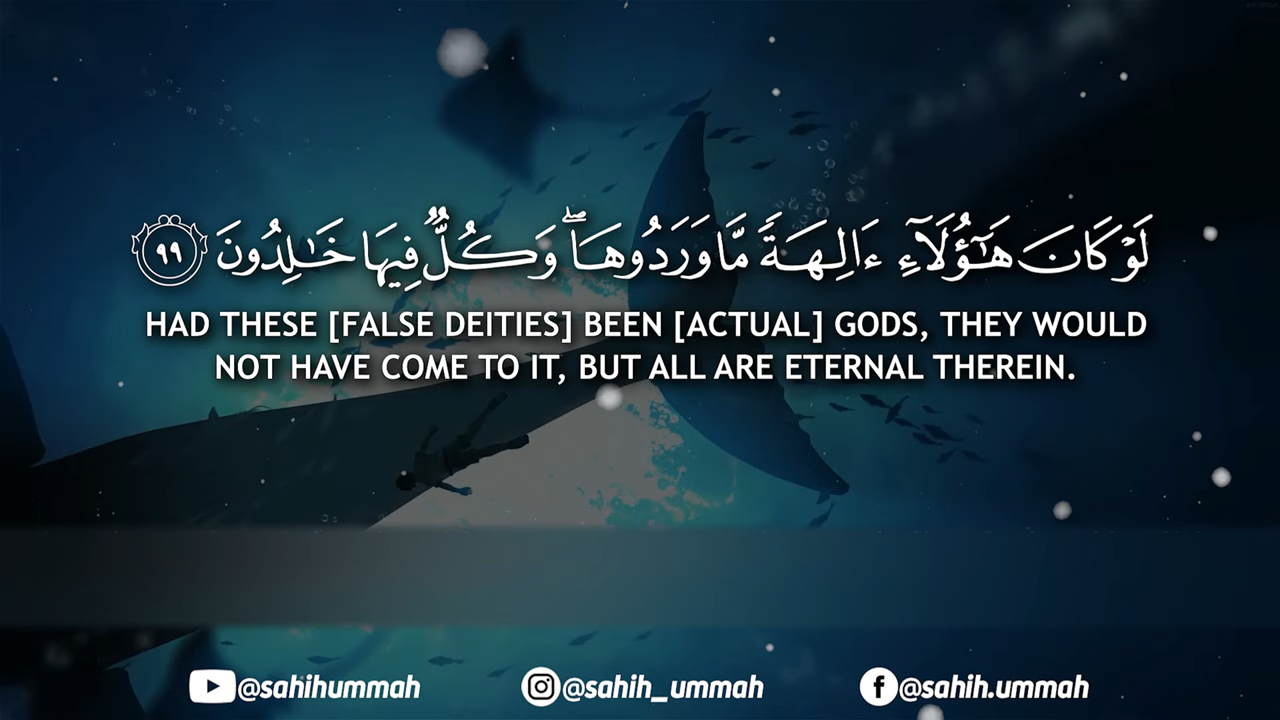 لَوْ كَانَ هَـٰٓؤُلَآءِ ءَالِهَةً مَّا وَرَدُوهَا ۖ وَكُلٌّ فِيهَا خَـٰلِدُونَ ٩٩
HAD THESE [FALSE DEITIES] BEEN [ACTUAL] GODS, THEY WOULD
NOT HAVE COME TO IT, BUT ALL ARE ETERNAL THEREIN.
@sahihummah @sahih_ummah @sahih.ummah